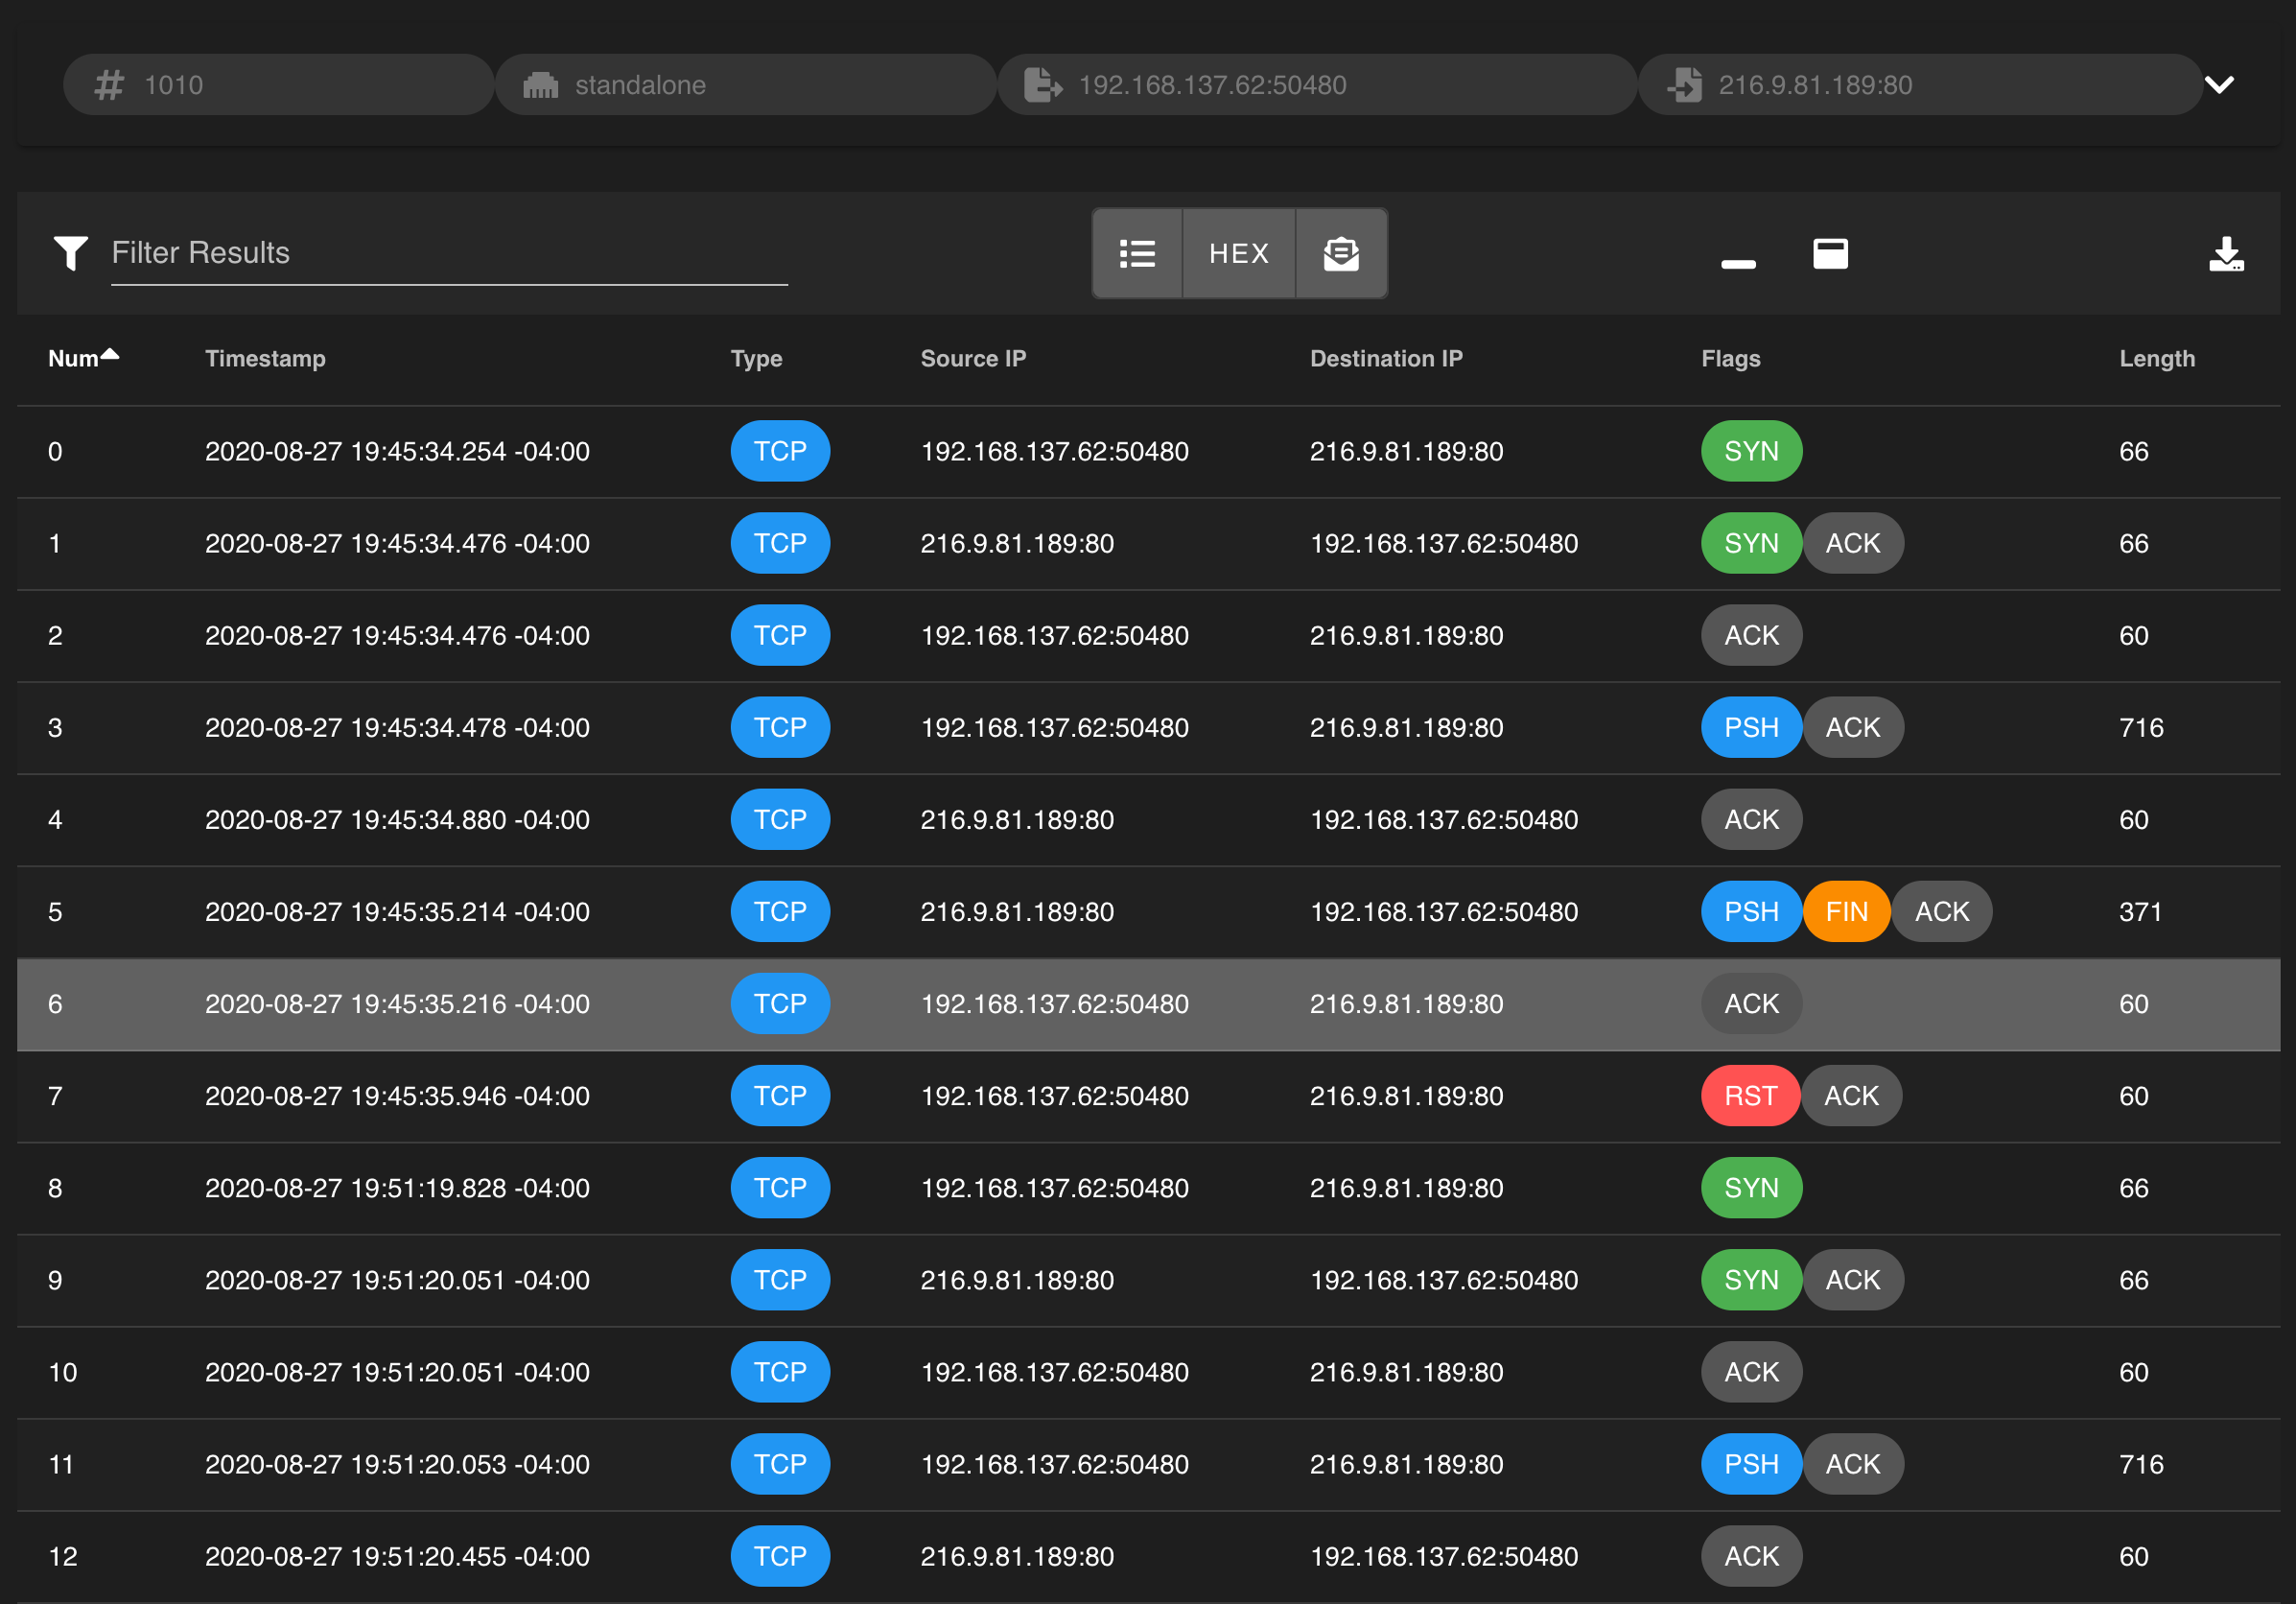 1010 standalone 192.168.137.62:50480 216.9.81.189:80
Filter Results HEX
Num Timestamp Type Source IP Destination IP Flags Length
0 2020-08-27 19:45:34.254 -04:00 TCP 192.168.137.62:50480 216.9.81.189:80 SYN 66
1 2020-08-27 19:45:34.476 -04:00 TCP 216.9.81.189:80 192.168.137.62:50480 SYN ACK 66
2 2020-08-27 19:45:34.476 -04:00 TCP 192.168.137.62:50480 216.9.81.189:80 ACK 60
3 2020-08-27 19:45:34.478 -04:00 TCP 192.168.137.62:50480 216.9.81.189:80 PSH ACK 716
4 2020-08-27 19:45:34.880 -04:00 TCP 216.9.81.189:80 192.168.137.62:50480 ACK 60
5 2020-08-27 19:45:35.214 -04:00 TCP 216.9.81.189:80 192.168.137.62:50480 PSH FIN ACK 371
6 2020-08-27 19:45:35.216 -04:00 TCP 192.168.137.62:50480 216.9.81.189:80 ACK 60
7 2020-08-27 19:45:35.946 -04:00 TCP 192.168.137.62:50480 216.9.81.189:80 RST ACK 60
8 2020-08-27 19:51:19.828 -04:00 TCP 192.168.137.62:50480 216.9.81.189:80 SYN 66
9 2020-08-27 19:51:20.051 -04:00 TCP 216.9.81.189:80 192.168.137.62:50480 SYN ACK 66
10 2020-08-27 19:51:20.051 -04:00 TCP 192.168.137.62:50480 216.9.81.189:80 ACK 60
11 2020-08-27 19:51:20.053 -04:00 TCP 192.168.137.62:50480 216.9.81.189:80 PSH ACK 716
12 2020-08-27 19:51:20.455 -04:00 TCP 216.9.81.189:80 192.168.137.62:50480 ACK 60